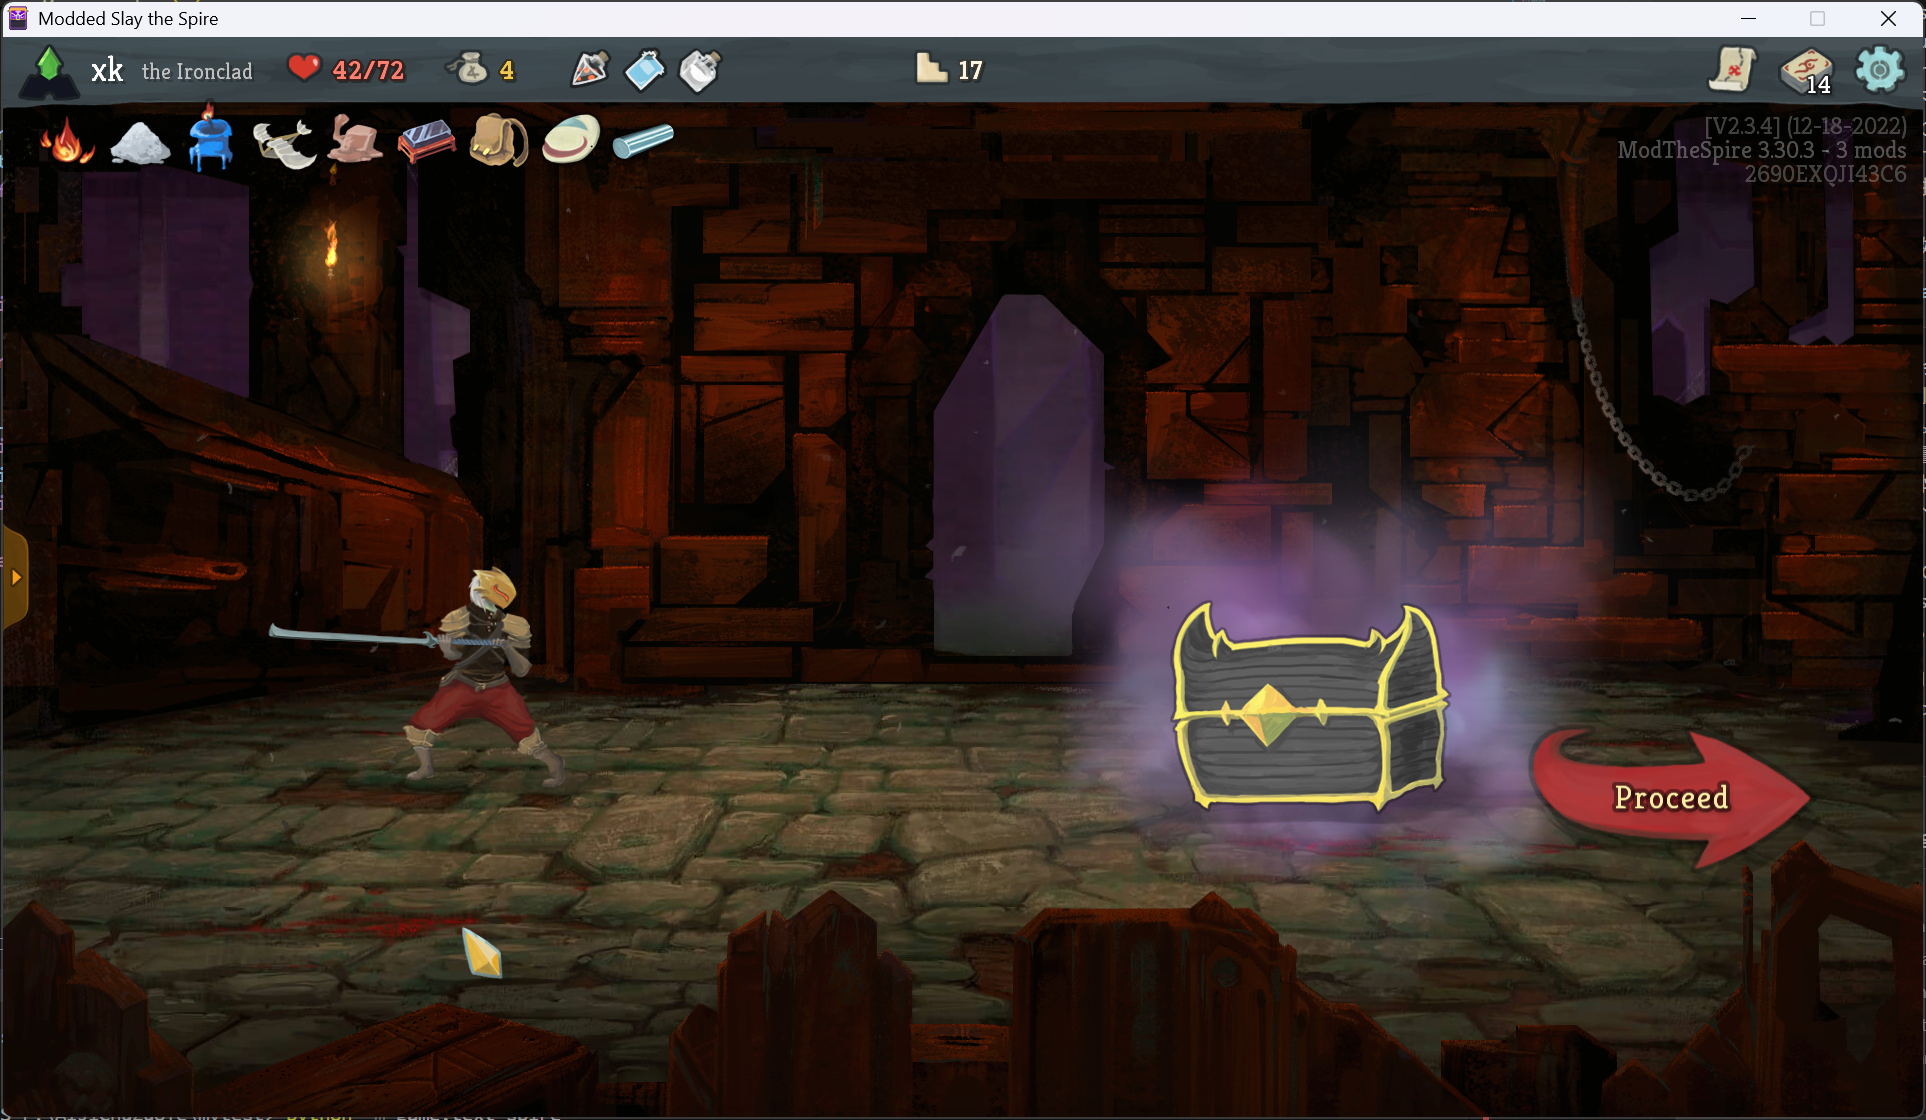 Modded Slay the Spire
xk the Ironclad 42/72 4 17 14
[V2.3.4] (12-18-2022)
ModTheSpire 3.30.3 - 3 mods
2690EXQJI43C6
Proceed